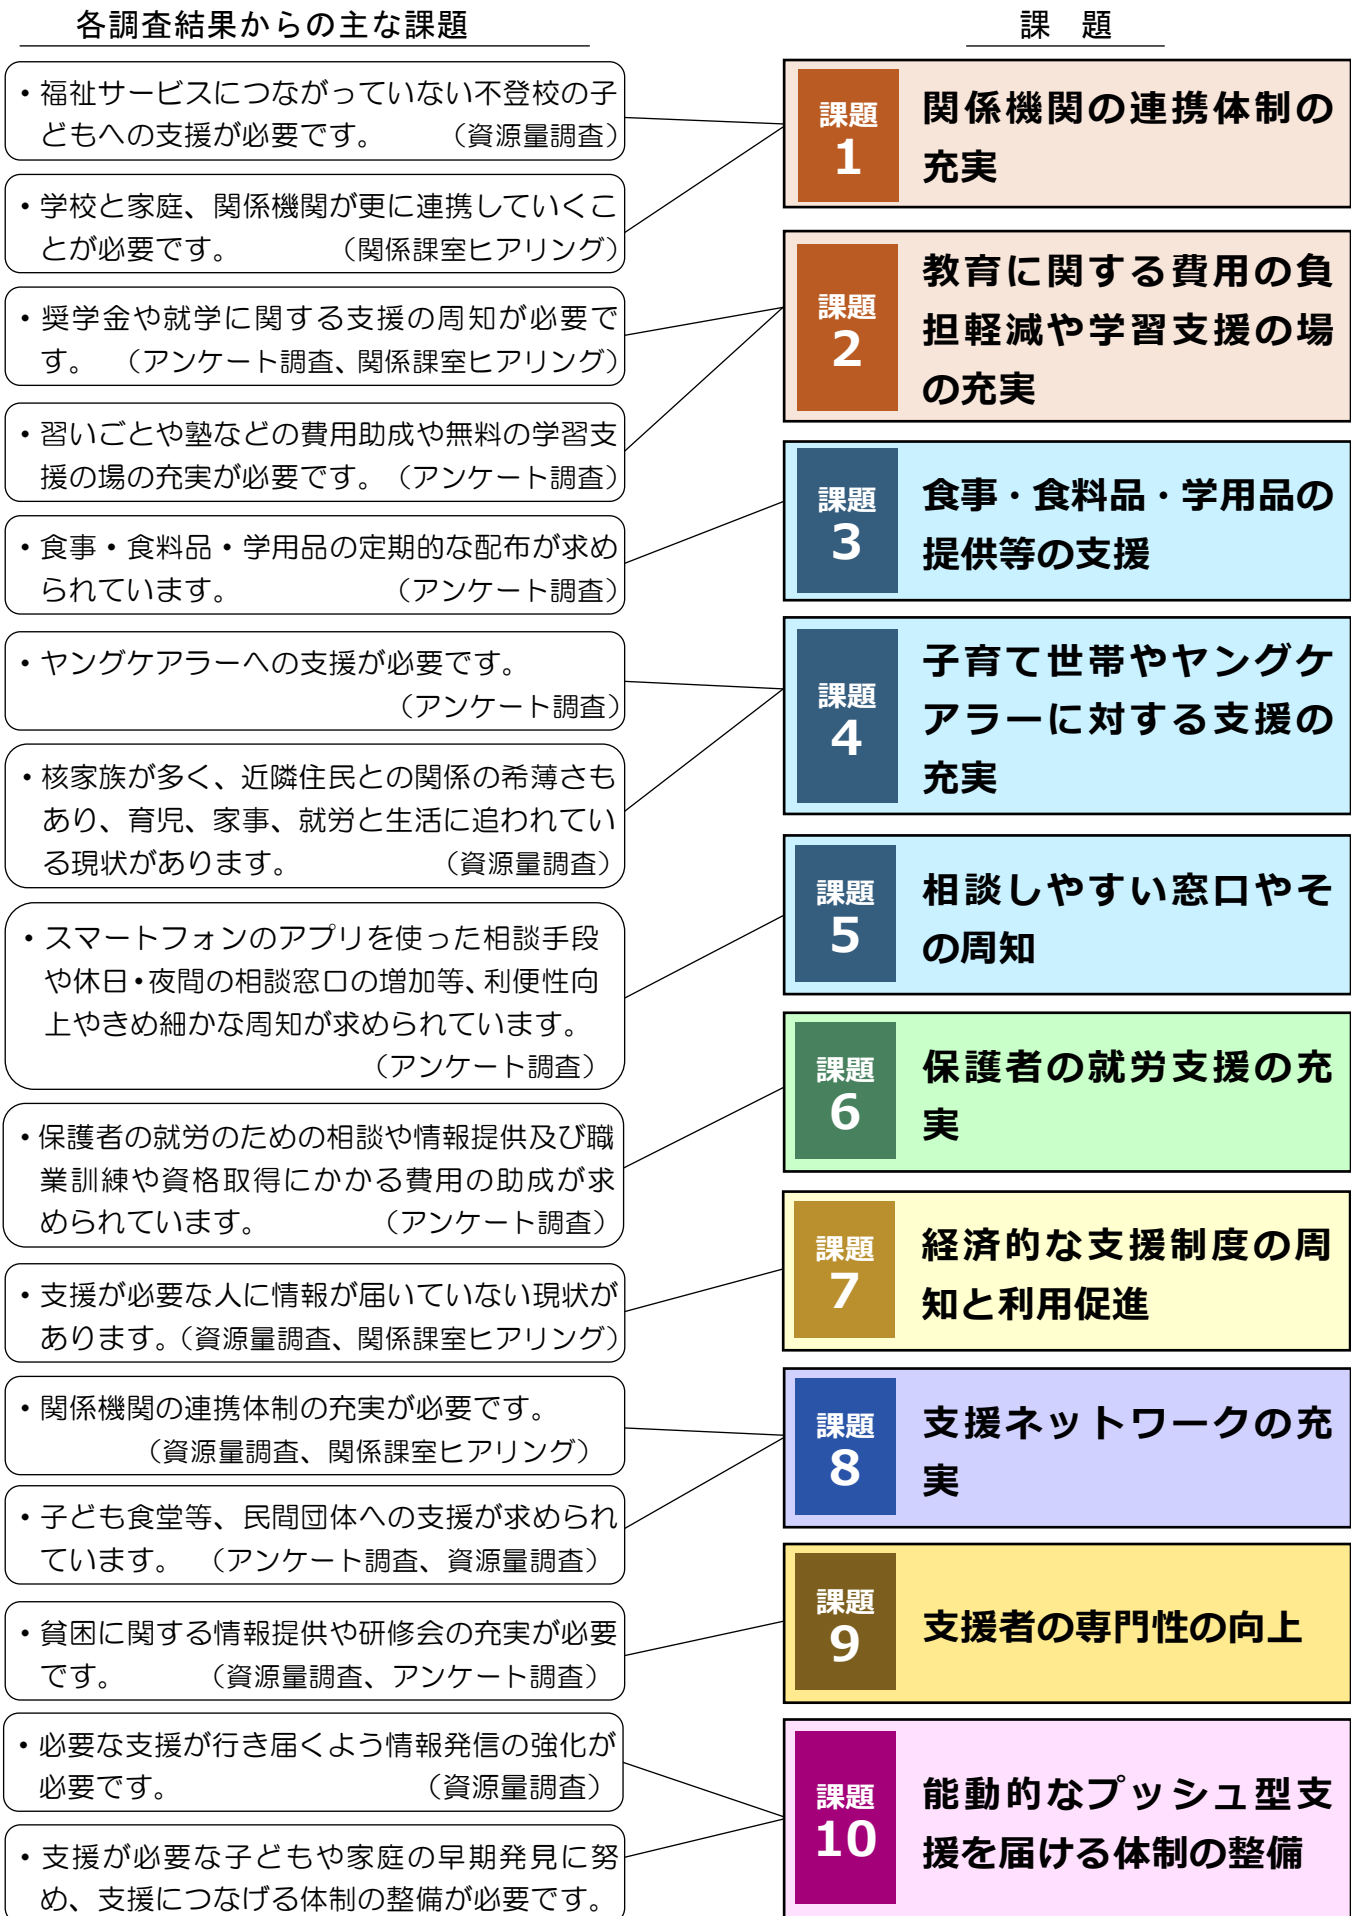 各調査結果からの主な課題
・福祉サービスにつながっていない不登校の子
どもへの支援が必要です。　（資源量調査）
・学校と家庭、関係機関が更に連携していくこ
とが必要です。　（関係課室ヒアリング）
・奨学金や就学に関する支援の周知が必要で
す。　（アンケート調査、関係課室ヒアリング）
・習いごとや塾などの費用助成や無料の学習支
援の場の充実が必要です。（アンケート調査）
・食事・食料品・学用品の定期的な配布が求め
られています。　（アンケート調査）
・ヤングケアラーへの支援が必要です。
（アンケート調査）
・核家族が多く、近隣住民との関係の希薄さも
あり、育児、家事、就労と生活に追われてい
る現状があります。　（資源量調査）
・スマートフォンのアプリを使った相談手段
や休日・夜間の相談窓口の増加等、利便性向
上やきめ細かな周知が求められています。
（アンケート調査）
・保護者の就労のための相談や情報提供及び職
業訓練や資格取得にかかる費用の助成が求
められています。　（アンケート調査）
・支援が必要な人に情報が届いていない現状が
あります。（資源量調査、関係課室ヒアリング）
・関係機関の連携体制の充実が必要です。
（資源量調査、関係課室ヒアリング）
・子ども食堂等、民間団体への支援が求められ
ています。　（アンケート調査、資源量調査）
・貧困に関する情報提供や研修会の充実が必要
です。　（資源量調査、アンケート調査）
・必要な支援が行き届くよう情報発信の強化が
必要です。　（資源量調査）
・支援が必要な子どもや家庭の早期発見に努
め、支援につなげる体制の整備が必要です。
課　題
課題
1
関係機関の連携体制の
充実
課題
2
教育に関する費用の負
担軽減や学習支援の場
の充実
課題
3
食事・食料品・学用品の
提供等の支援
課題
4
子育て世帯やヤングケ
アラーに対する支援の
充実
課題
5
相談しやすい窓口やそ
の周知
課題
6
保護者の就労支援の充
実
課題
7
経済的な支援制度の周
知と利用促進
課題
8
支援ネットワークの充
実
課題
9
支援者の専門性の向上
課題
10
能動的なプッシュ型支
援を届ける体制の整備